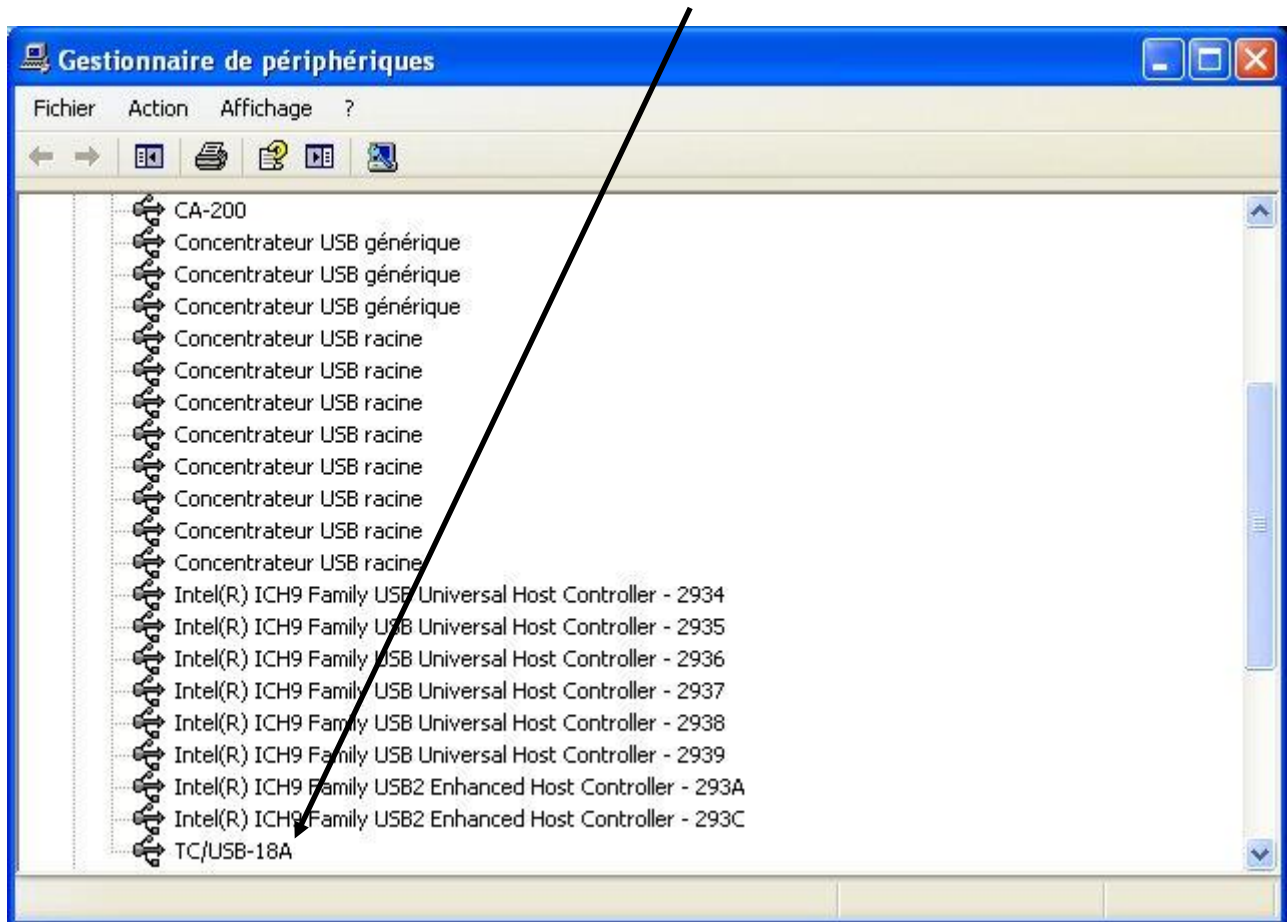 Gestionnaire de périphériques
Fichier Action Affichage ?
CA-200
Concentrateur USB générique
Concentrateur USB générique
Concentrateur USB générique
Concentrateur USB racine
Concentrateur USB racine
Concentrateur USB racine
Concentrateur USB racine
Concentrateur USB racine
Concentrateur USB racine
Concentrateur USB racine
Concentrateur USB racine
Intel(R) ICH9 Family USB Universal Host Controller - 2934
Intel(R) ICH9 Family USB Universal Host Controller - 2935
Intel(R) ICH9 Family USB Universal Host Controller - 2936
Intel(R) ICH9 Family USB Universal Host Controller - 2937
Intel(R) ICH9 Family USB Universal Host Controller - 2938
Intel(R) ICH9 Family USB Universal Host Controller - 2939
Intel(R) ICH9 Family USB2 Enhanced Host Controller - 293A
Intel(R) ICH9 Family USB2 Enhanced Host Controller - 293C
TC/USB-18A